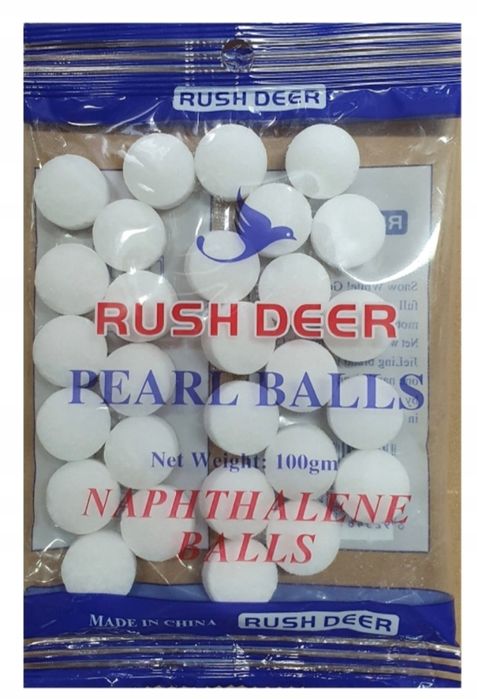 RUSH DEER
RUSH DEER
PEARL BALLS
Net Weight: 100gm
NAPHTHALENE
BALLS
MADE IN CHINA
RUSH DEER